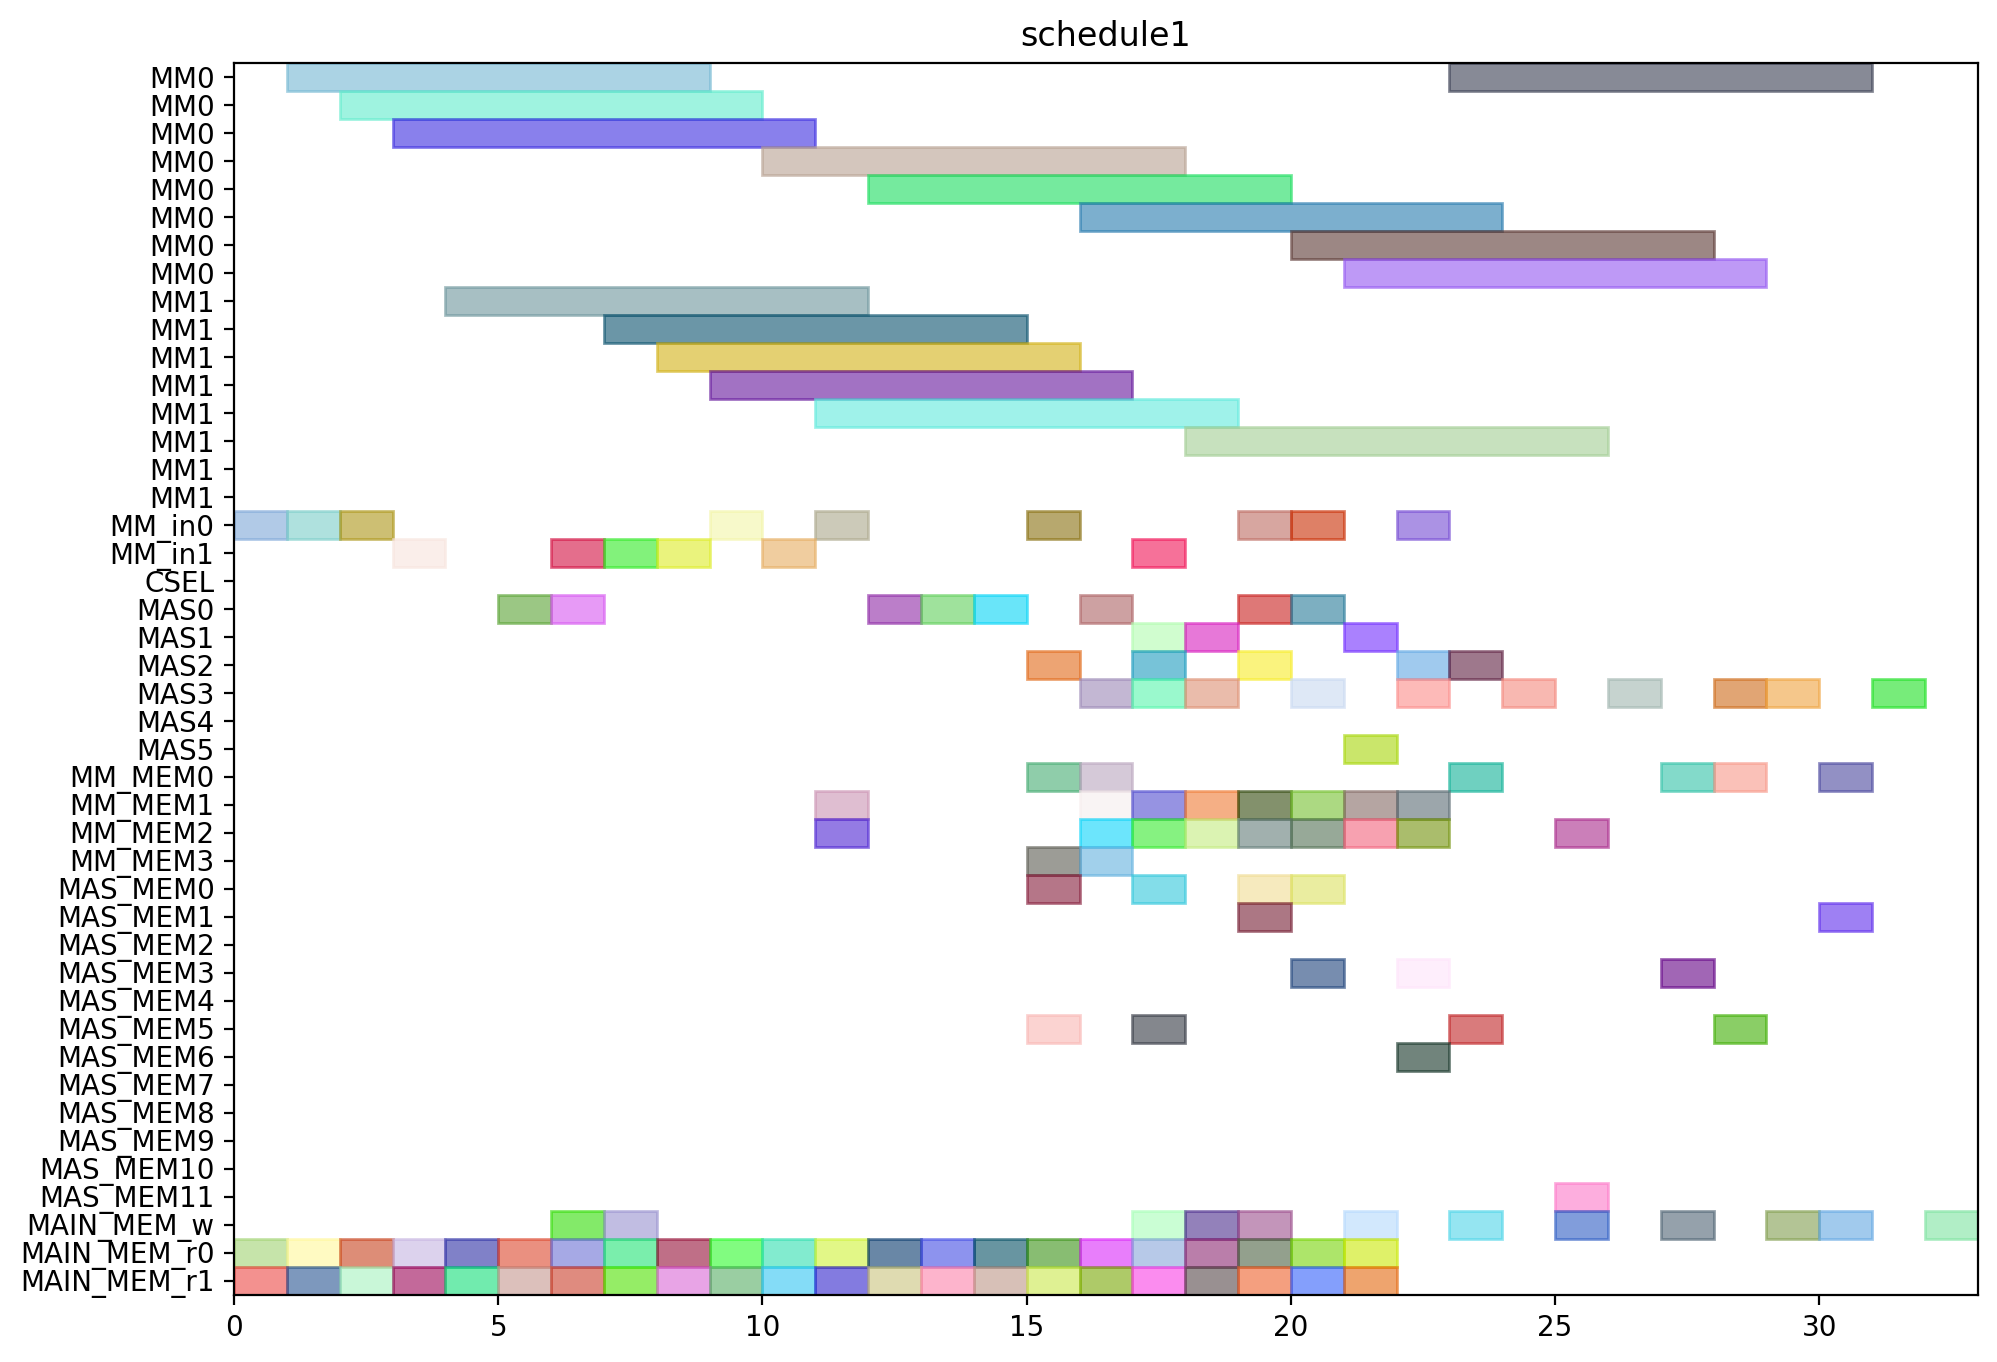 schedule1
MM0
MM0
MM0
MM0
MM0
MM0
MM0
MM0
MM1
MM1
MM1
MM1
MM1
MM1
MM1
MM1
MM_in0
MM_in1
CSEL
MAS0
MAS1
MAS2
MAS3
MAS4
MAS5
MM_MEM0
MM_MEM1
MM_MEM2
MM_MEM3
MAS_MEM0
MAS_MEM1
MAS_MEM2
MAS_MEM3
MAS_MEM4
MAS_MEM5
MAS_MEM6
MAS_MEM7
MAS_MEM8
MAS_MEM9
MAS_MEM10
MAS_MEM11
MAIN_MEM_w
MAIN_MEM_r0
MAIN_MEM_r1
0 5 10 15 20 25 30